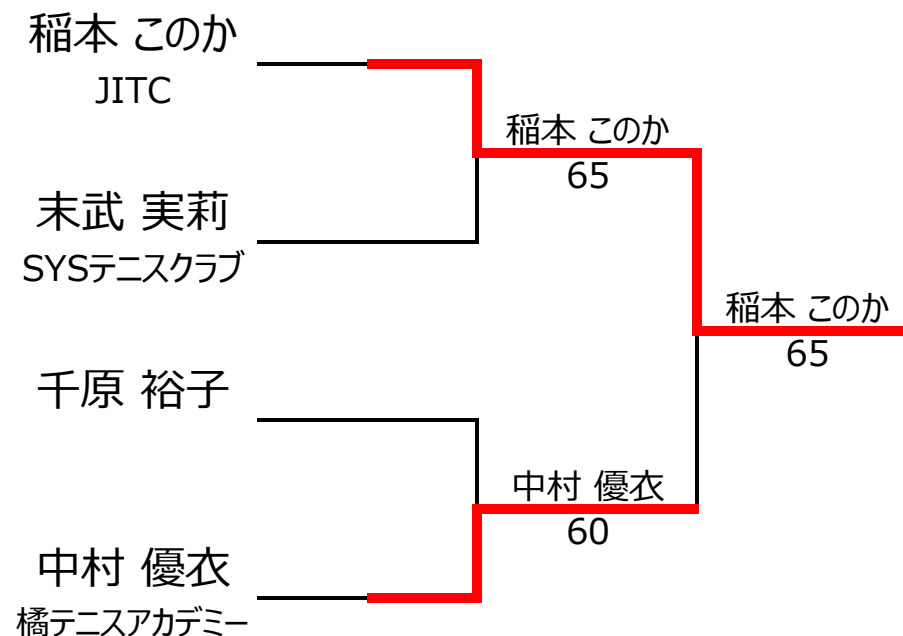 稲本 このか
JITC
稲本 このか
65
末武 実莉
SYSテニスクラブ
稲本 このか
65
千原 裕子
中村 優衣
60
中村 優衣
橘テニスアカデミー